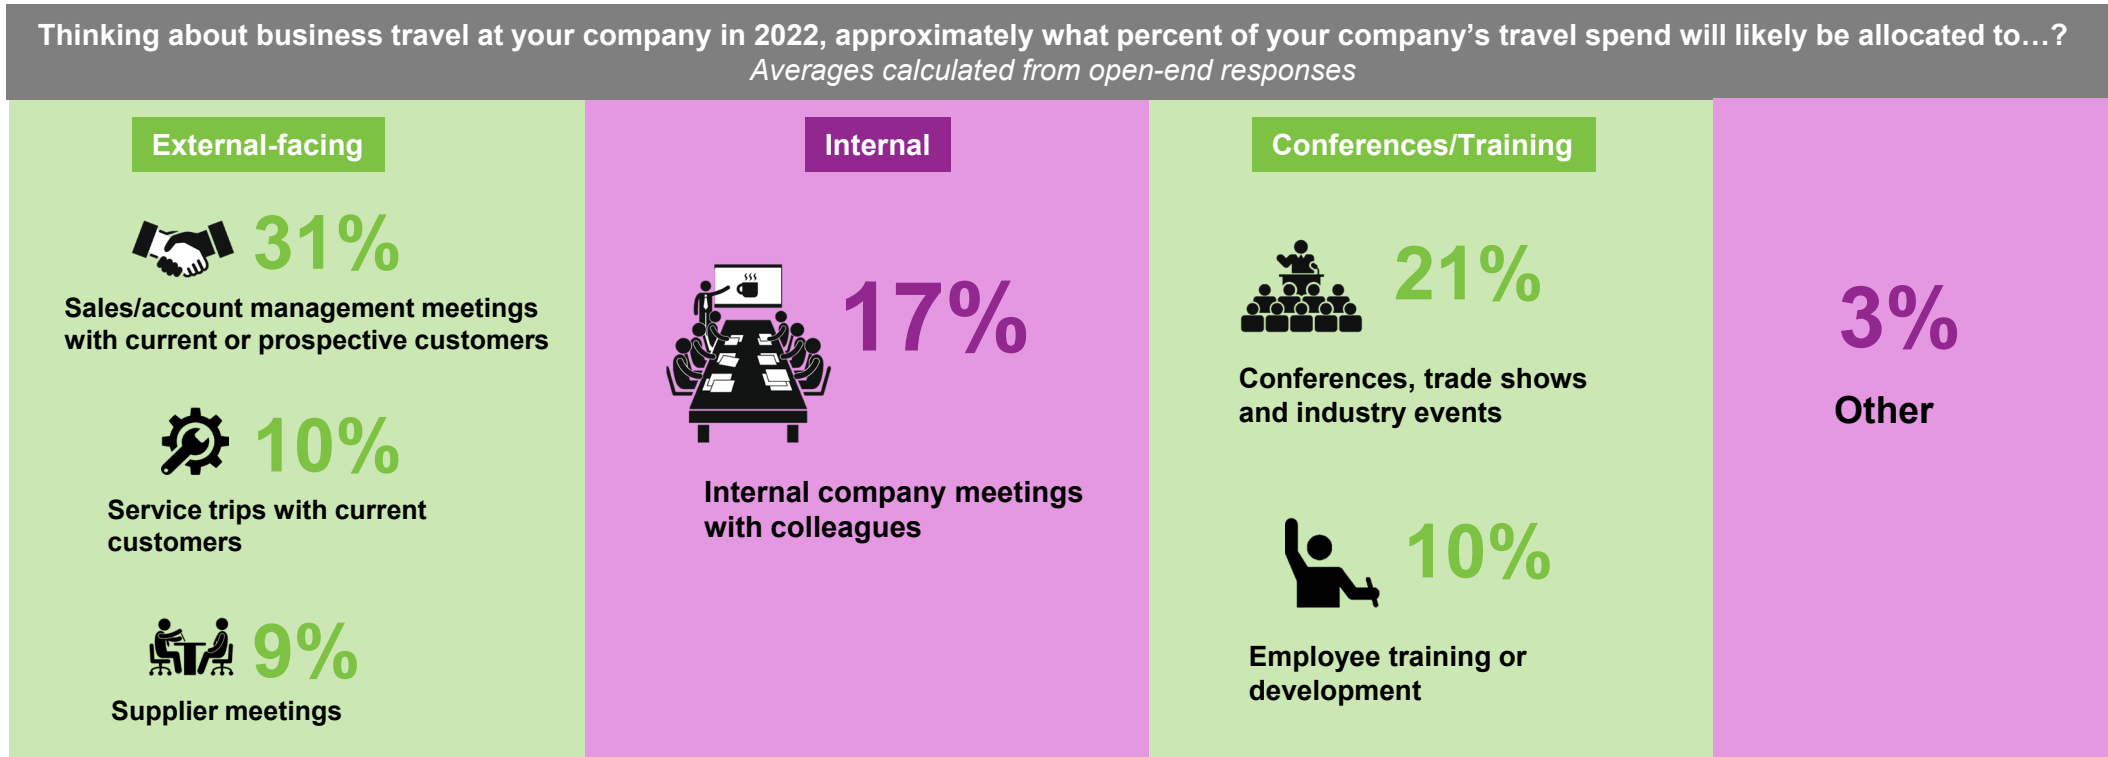 Thinking about business travel at your company in 2022, approximately what percent of your company’s travel spend will likely be allocated to…?
Averages calculated from open-end responses
External-facing
31%
Sales/account management meetings
with current or prospective customers
10%
Service trips with current
customers
9%
Supplier meetings
Internal
17%
Internal company meetings
with colleagues
Conferences/Training
21%
Conferences, trade shows
and industry events
10%
Employee training or
development
3%
Other